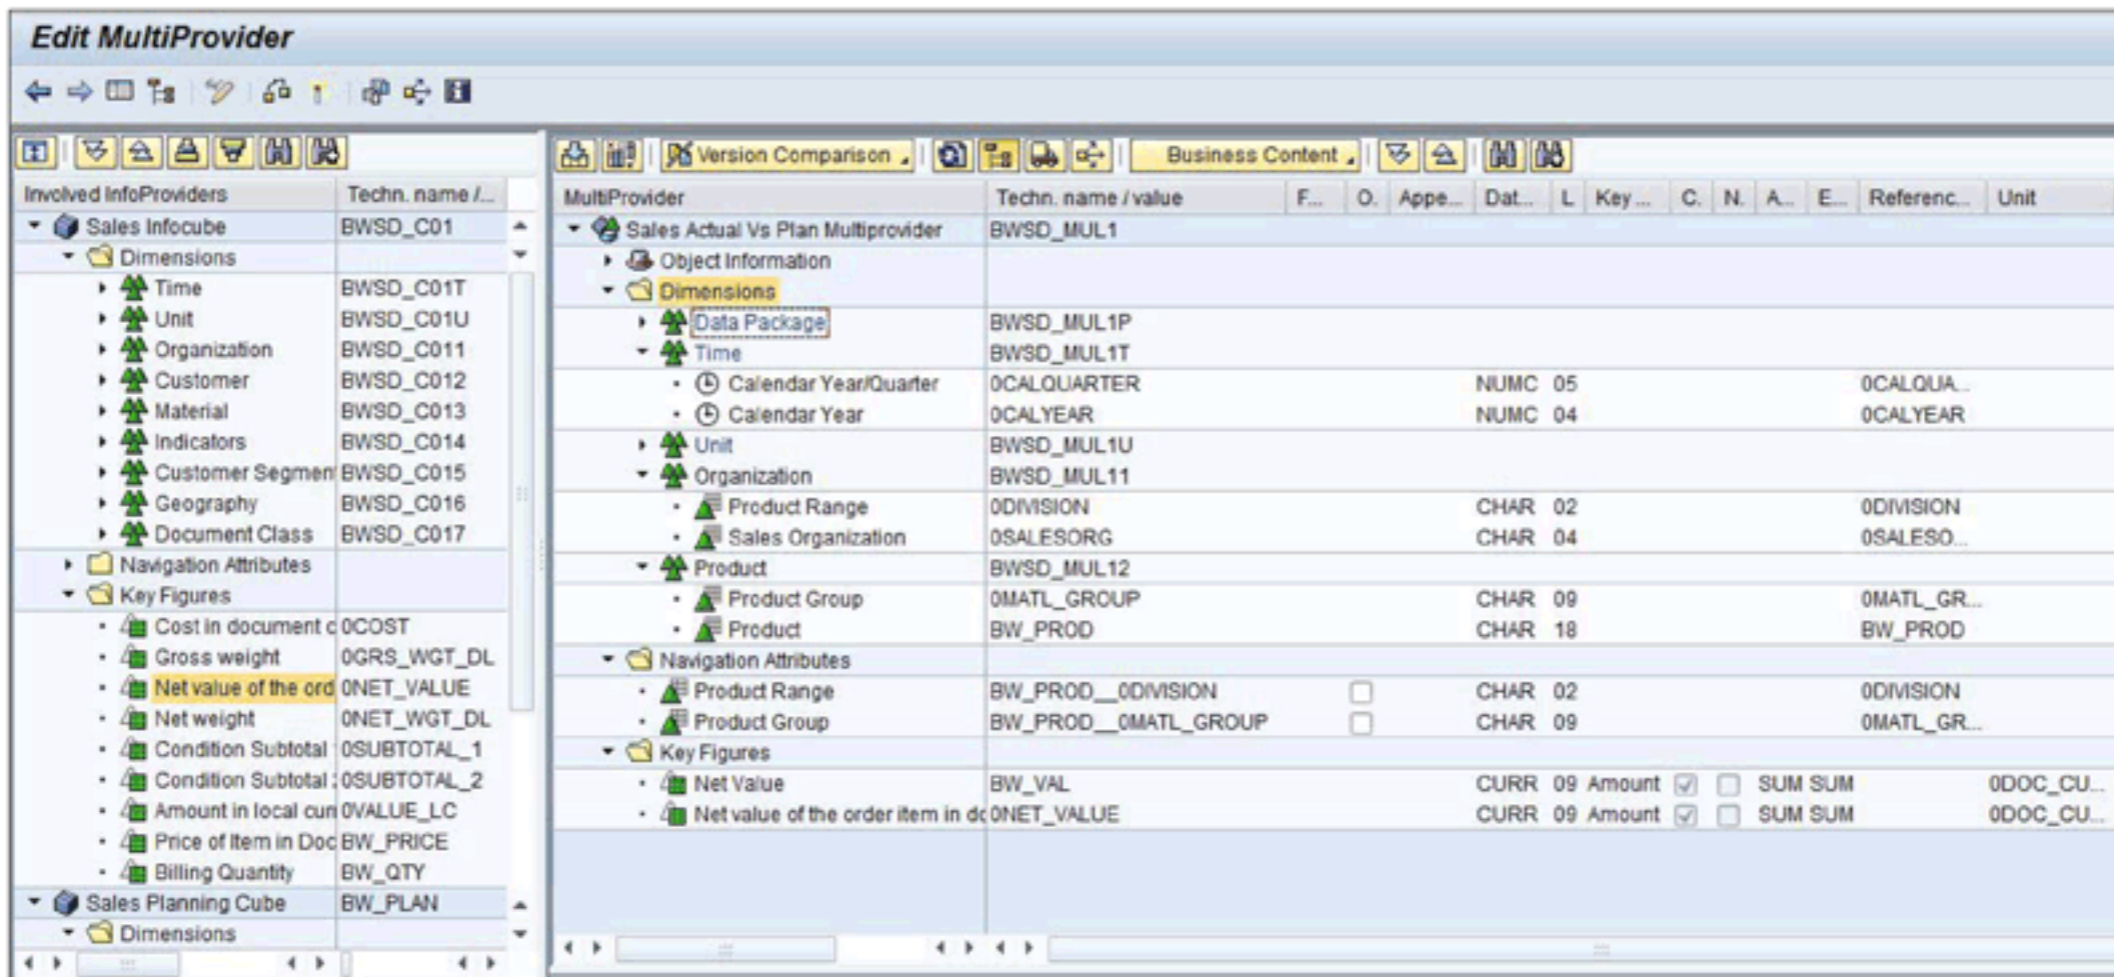 Edit MultiProvider
Version Comparison
Business Content
Involved InfoProviders Techn. name /...
Sales Infocube BWSD_C01
Dimensions
Time BWSD_C01T
Unit BWSD_C01U
Organization BWSD_C011
Customer BWSD_C012
Material BWSD_C013
Indicators BWSD_C014
Customer Segmen BWSD_C015
Geography BWSD_C016
Document Class BWSD_C017
Navigation Attributes
Key Figures
Cost in document c 0COST
Gross weight 0GRS_WGT_DL
Net value of the ord 0NET_VALUE
Net weight 0NET_WGT_DL
Condition Subtotal 0SUBTOTAL_1
Condition Subtotal 0SUBTOTAL_2
Amount in local curr 0VALUE_LC
Price of Item in Doc BW_PRICE
Billing Quantity BW_QTY
Sales Planning Cube BW_PLAN
Dimensions
MultiProvider Techn. name / value F... O. Appe... Dat... L Key ... C. N. A... E... Referenc... Unit
Sales Actual Vs Plan Multiprovider BWSD_MUL1
Object Information
Dimensions
Data Package BWSD_MUL1P
Time BWSD_MUL1T
Calendar Year/Quarter 0CALQUARTER NUMC 05 0CALQUA...
Calendar Year 0CALYEAR NUMC 04 0CALYEAR
Unit BWSD_MUL1U
Organization BWSD_MUL11
Product Range 0DIVISION CHAR 02 0DIVISION
Sales Organization 0SALESORG CHAR 04 0SALESO...
Product BWSD_MUL12
Product Group 0MATL_GROUP CHAR 09 0MATL_GR...
Product BW_PROD CHAR 18 BW_PROD
Navigation Attributes
Product Range BW_PROD__0DIVISION CHAR 02 0DIVISION
Product Group BW_PROD__0MATL_GROUP CHAR 09 0MATL_GR...
Key Figures
Net Value BW_VAL CURR 09 Amount SUM SUM 0DOC_CU...
Net value of the order item in dc 0NET_VALUE CURR 09 Amount SUM SUM 0DOC_CU...